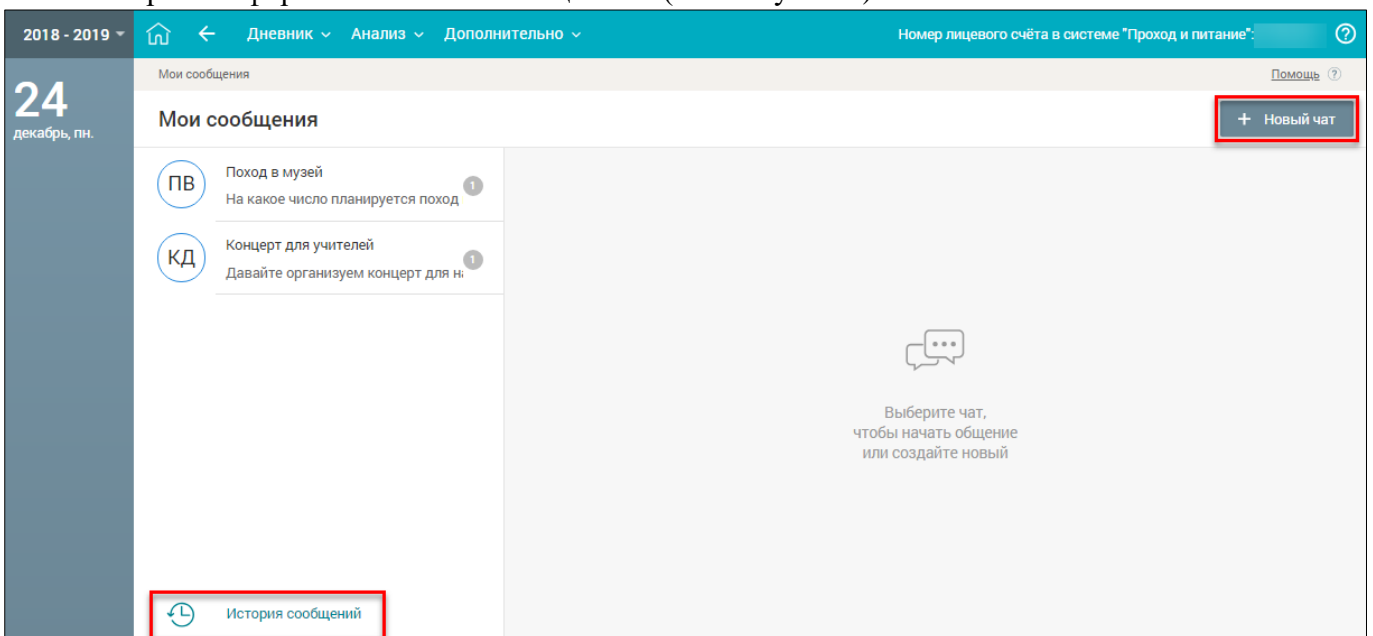 2018 - 2019 Дневник Анализ Дополнительно Номер лицевого счёта в системе "Проход и питание":
24
декабрь, пн.
Мои сообщения Помощь ?
Мои сообщения + Новый чат
ПВ Поход в музей 1
На какое число планируется поход
КД Концерт для учителей 1
Давайте организуем концерт для н
Выберите чат,
чтобы начать общение
или создайте новый
История сообщений